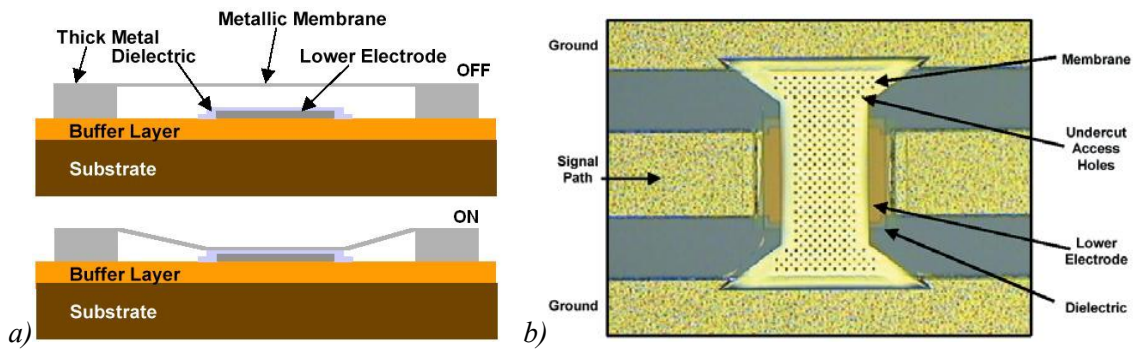 Metallic Membrane
Thick Metal
Dielectric
Lower Electrode
OFF
Buffer Layer
Substrate
ON
Buffer Layer
Substrate
a)
b)
Ground
Signal
Path
Ground
Membrane
Undercut
Access
Holes
Lower
Electrode
Dielectric